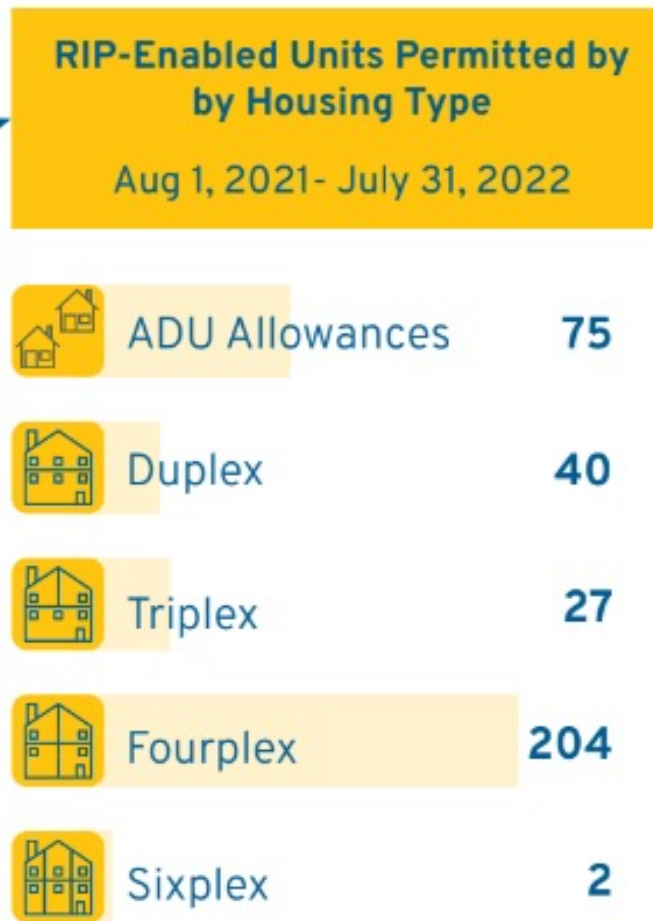 RIP-Enabled Units Permitted by
by Housing Type
Aug 1, 2021- July 31, 2022
ADU Allowances 75
Duplex 40
Triplex 27
Fourplex 204
Sixplex 2